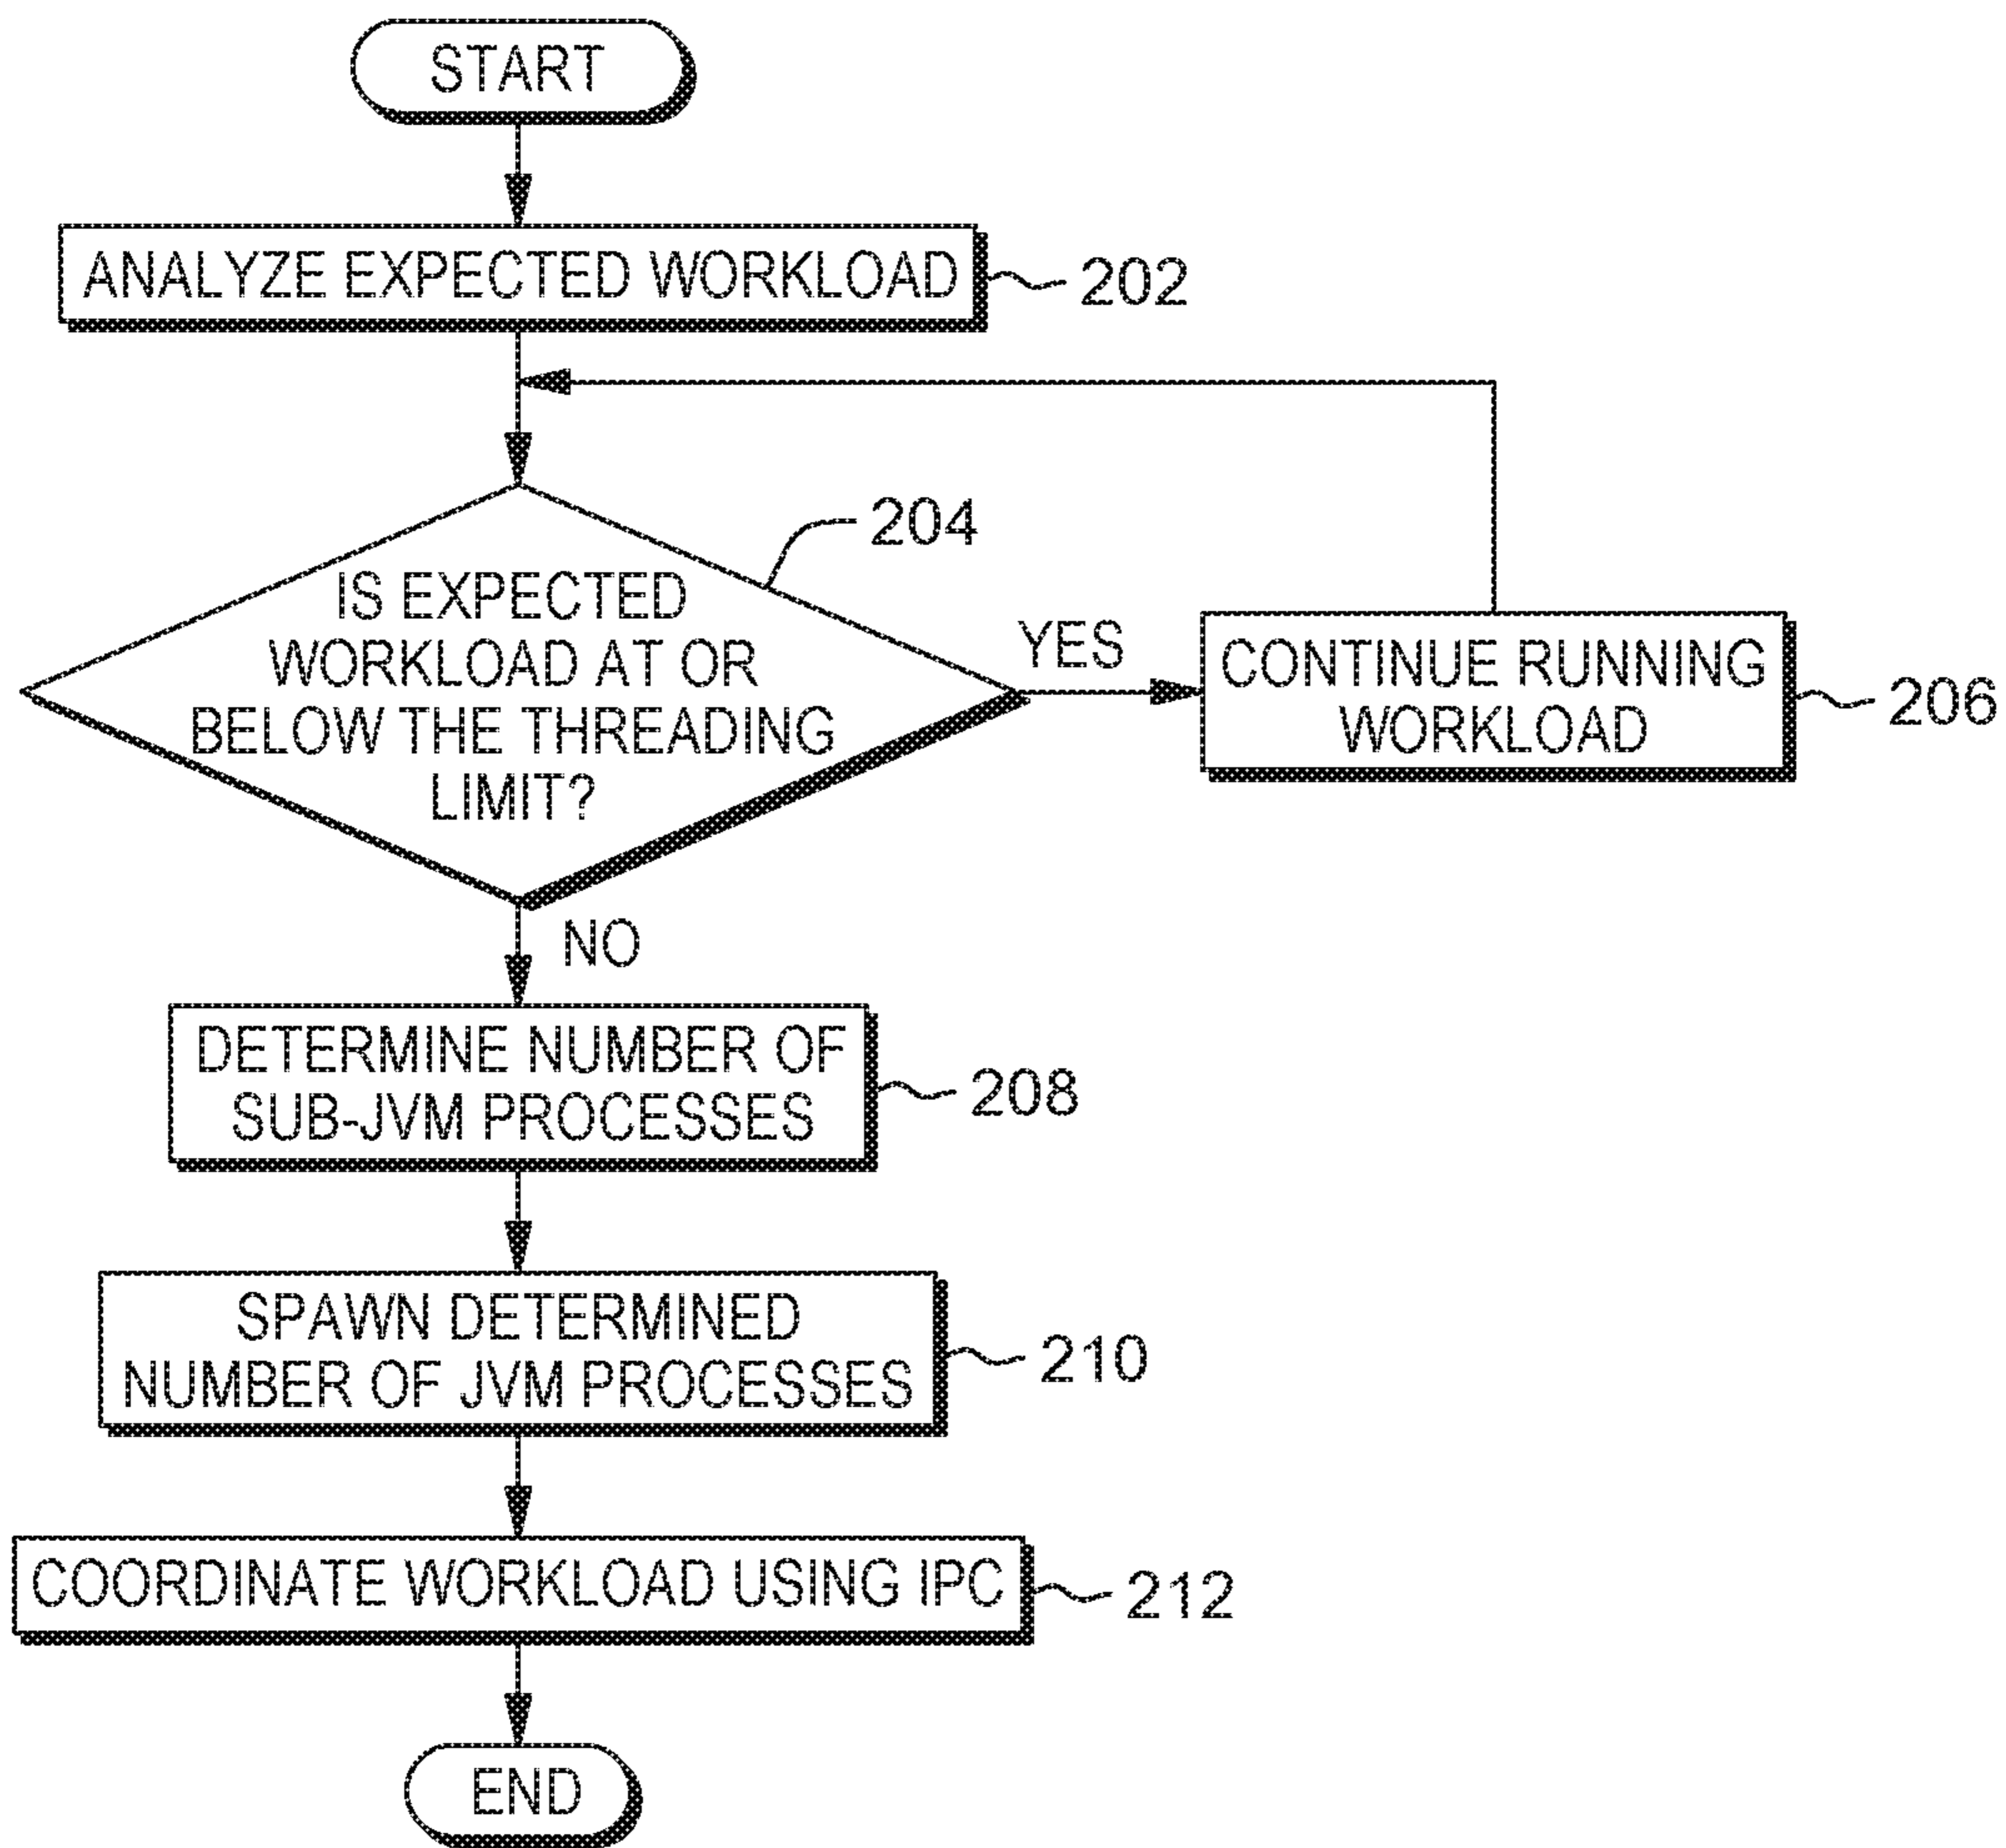 START
ANALYZE EXPECTED WORKLOAD
202
204
IS EXPECTED
WORKLOAD AT OR
BELOW THE THREADING
LIMIT?
YES
CONTINUE RUNNING
WORKLOAD
206
NO
DETERMINE NUMBER OF
SUB-JVM PROCESSES
208
SPAWN DETERMINED
NUMBER OF JVM PROCESSES
210
COORDINATE WORKLOAD USING IPC
212
END